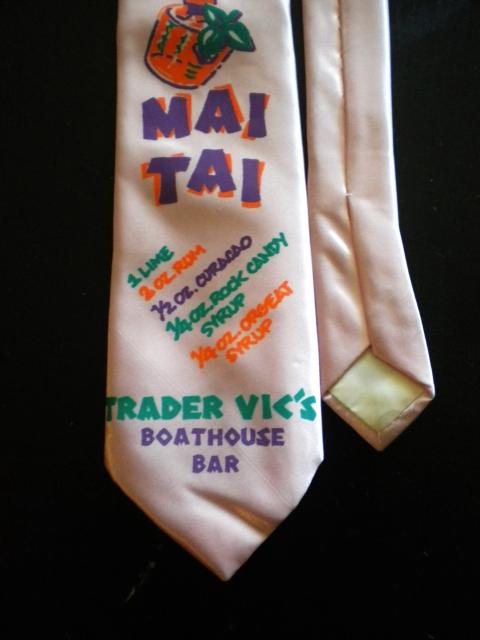 MAI
TAI
1 LIME
2 OZ. RUM
1/2 OZ. CURACAO
1/4 OZ. ROCK CANDY
SYRUP
1/4 OZ. ORGEAT
SYRUP
TRADER VIC'S
BOATHOUSE
BAR